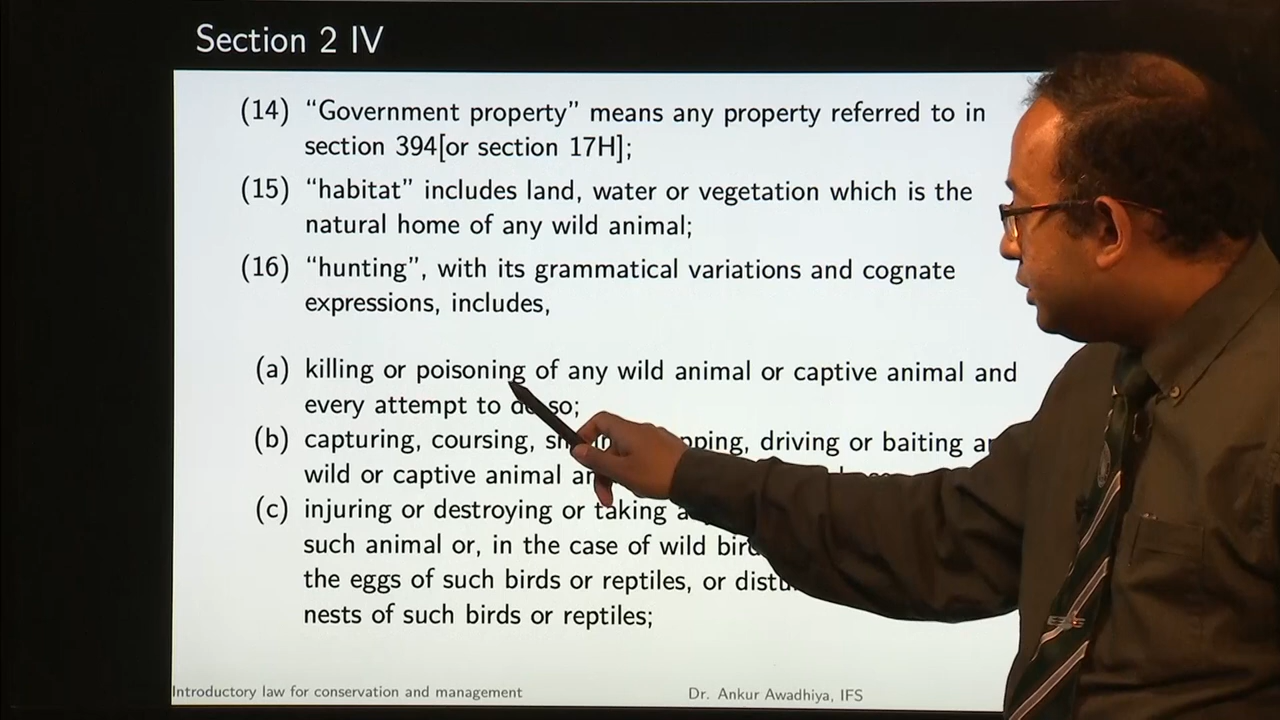 Section 2 IV
(14) “Government property” means any property referred to in
section 394[or section 17H];
(15) “habitat” includes land, water or vegetation which is the
natural home of any wild animal;
(16) “hunting”, with its grammatical variations and cognate
expressions, includes,
(a) killing or poisoning of any wild animal or captive animal and
every attempt to do so;
(b) capturing, coursing, driving or baiting
wild or captive animal
(c) injuring or destroying or taking
such animal or, in the case of wild
the eggs of such birds or reptiles, or
nests of such birds or reptiles;
Introductory law for conservation and management Dr. Ankur Awadhiya, IFS